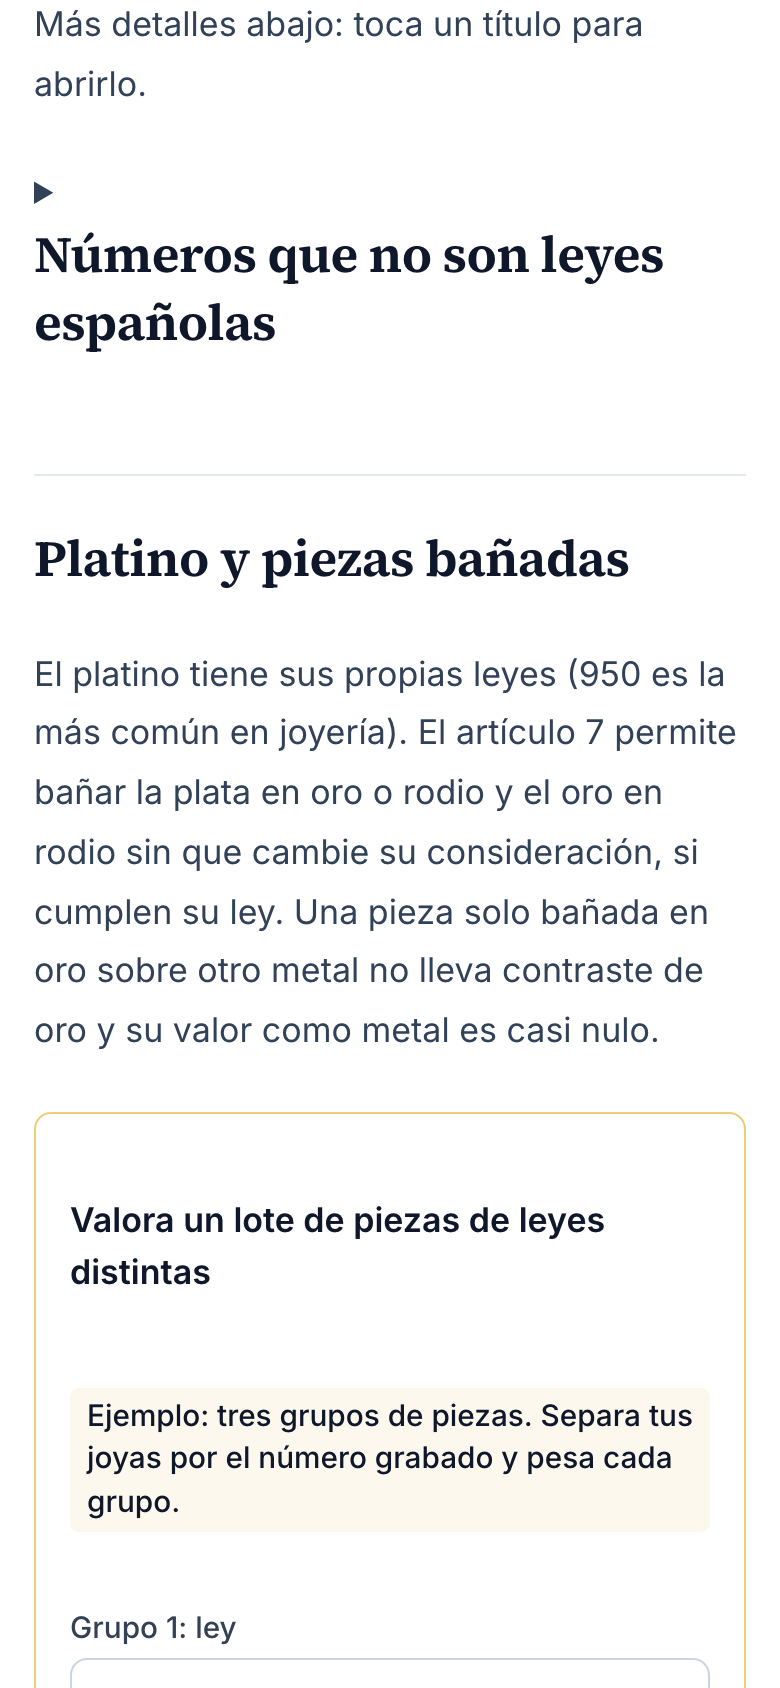 Más detalles abajo: toca un título para
abrirlo.
Números que no son leyes
españolas
Platino y piezas bañadas
El platino tiene sus propias leyes (950 es la
más común en joyería). El artículo 7 permite
bañar la plata en oro o rodio y el oro en
rodio sin que cambie su consideración, si
cumplen su ley. Una pieza solo bañada en
oro sobre otro metal no lleva contraste de
oro y su valor como metal es casi nulo.
Valora un lote de piezas de leyes
distintas
Ejemplo: tres grupos de piezas. Separa tus
joyas por el número grabado y pesa cada
grupo.
Grupo 1: ley